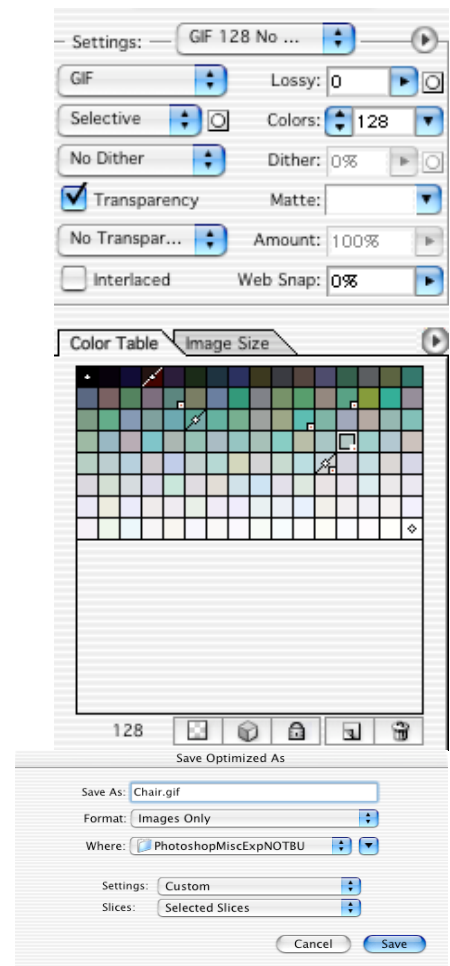 Settings: GIF 128 No ...
GIF Lossy: 0
Selective Colors: 128
No Dither Dither: 0%
Transparency Matte:
No Transpar... Amount: 100%
Interlaced Web Snap: 0%
Color Table Image Size
128
Save Optimized As
Save As: Chair.gif
Format: Images Only
Where: PhotoshopMiscExpNOTBU
Settings: Custom
Slices: Selected Slices
Cancel Save